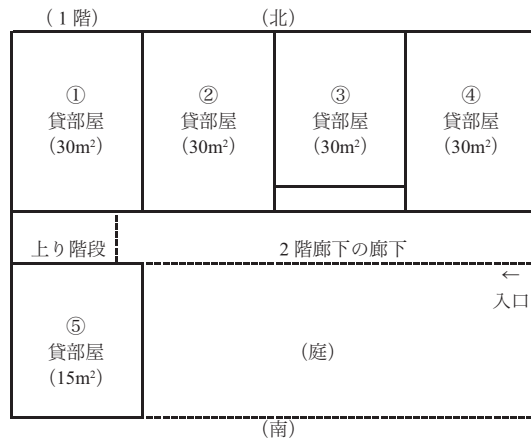 （１階）
（北）
①
貸部屋
（30m²）
②
貸部屋
（30m²）
③
貸部屋
（30m²）
④
貸部屋
（30m²）
上り階段
２階廊下の廊下
←
入口
⑤
貸部屋
（15m²）
（庭）
（南）